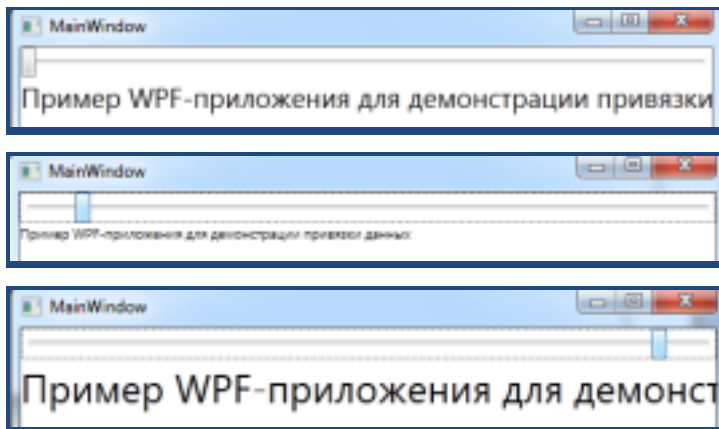 MainWindow
Пример WPF-приложения для демонстрации привязки
MainWindow
Пример WPF-приложения для демонстрации привязки данных
MainWindow
Пример WPF-приложения для демонст